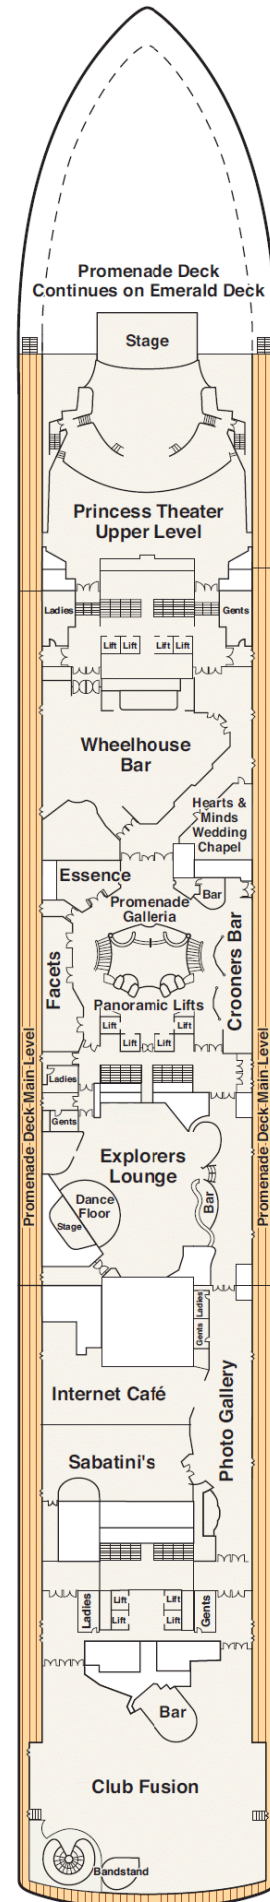 Promenade Deck
Continues on Emerald Deck
Stage
Princess Theater
Upper Level
Ladies
Gents
Lift
Lift
Lift
Lift
Wheelhouse
Bar
Hearts &
Minds
Wedding
Chapel
Essence
Bar
Promenade
Galleria
Facets
Crooners Bar
Panoramic Lifts
Lift
Lift
Lift
Lift
Promenade Deck Main Level
Promenade Deck Main Level
Ladies
Gents
Explorers
Lounge
Dance
Floor
Stage
Bar
Ladies
Gents
Internet Café
Photo Gallery
Sabatini's
Ladies
Lift
Lift
Lift
Lift
Gents
Bar
Club Fusion
Bandstand